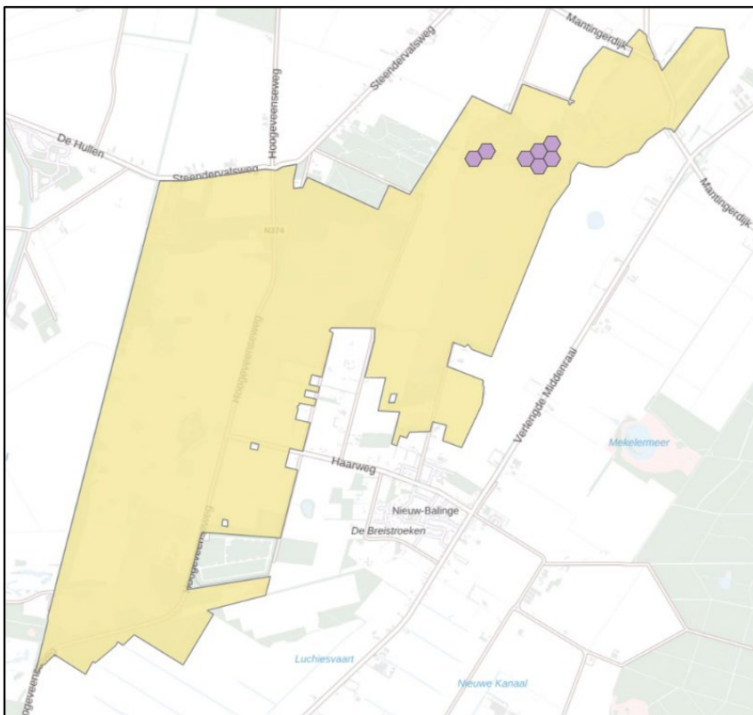 Mantingerdijk
Steendervalsweg
Hoogeveenseweg
De Hullen
Steendervalsweg
Mantingerdijk
N374
Hoogeveenseweg
Verlengde Middenraai
Mekelermeer
Haarweg
Nieuw-Balinge
De Breistroeken
Luchiesvaart
Nieuwe Kanaal